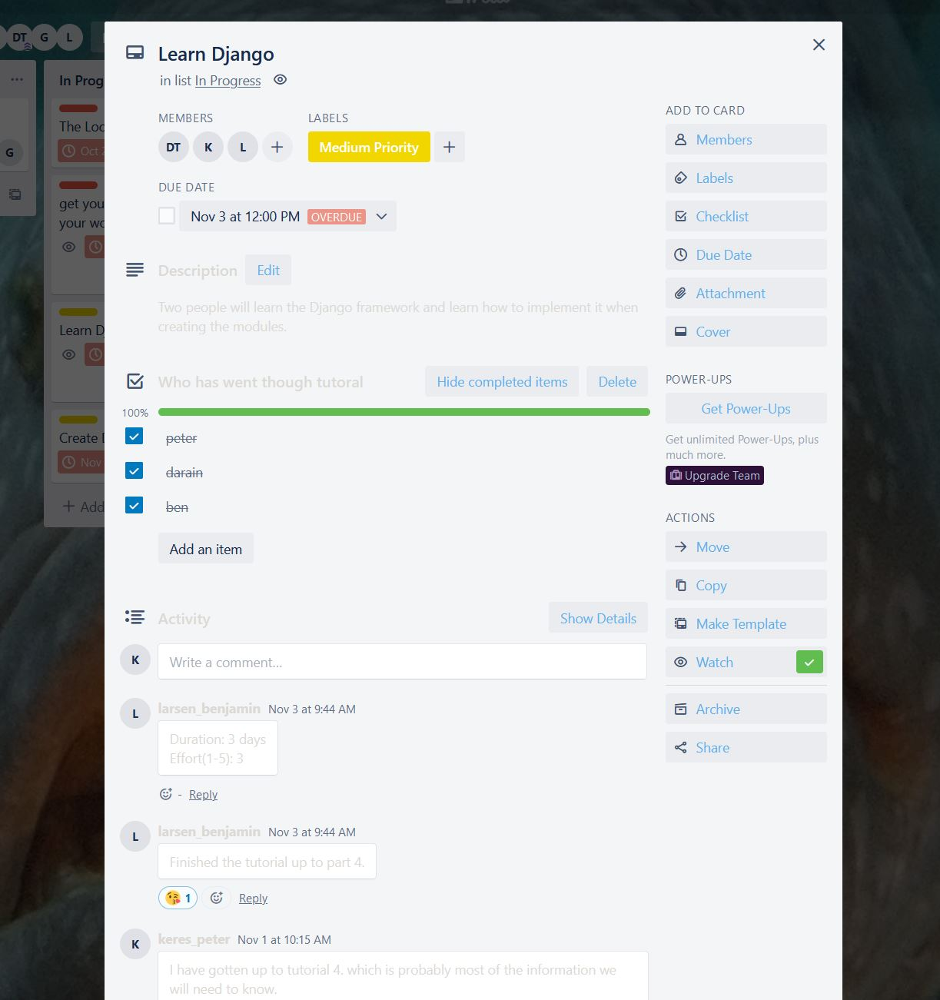 DT G L
Learn Django
in list In Progress
MEMBERS
DT K L
LABELS
Medium Priority
DUE DATE
Nov 3 at 12:00 PM OVERDUE
Description Edit
Two people will learn the Django framework and learn how to implement it when
creating the modules.
Who has went though tutoral Hide completed items Delete
100%
peter
darain
ben
Add an item
Activity Show Details
K Write a comment...
L larsen_benjamin Nov 3 at 9:44 AM
Duration: 3 days
Effort(1-5): 3
- Reply
L larsen_benjamin Nov 3 at 9:44 AM
Finished the tutorial up to part 4.
1 Reply
K keres_peter Nov 1 at 10:15 AM
I have gotten up to tutorial 4. which is probably most of the information we
will need to know.
ADD TO CARD
Members
Labels
Checklist
Due Date
Attachment
Cover
POWER-UPS
Get Power-Ups
Get unlimited Power-Ups, plus
much more.
Upgrade Team
ACTIONS
Move
Copy
Make Template
Watch
Archive
Share
G
In Prog
The Loc
Oct 2
get you
your wo
Learn D
Create
Nov
Add